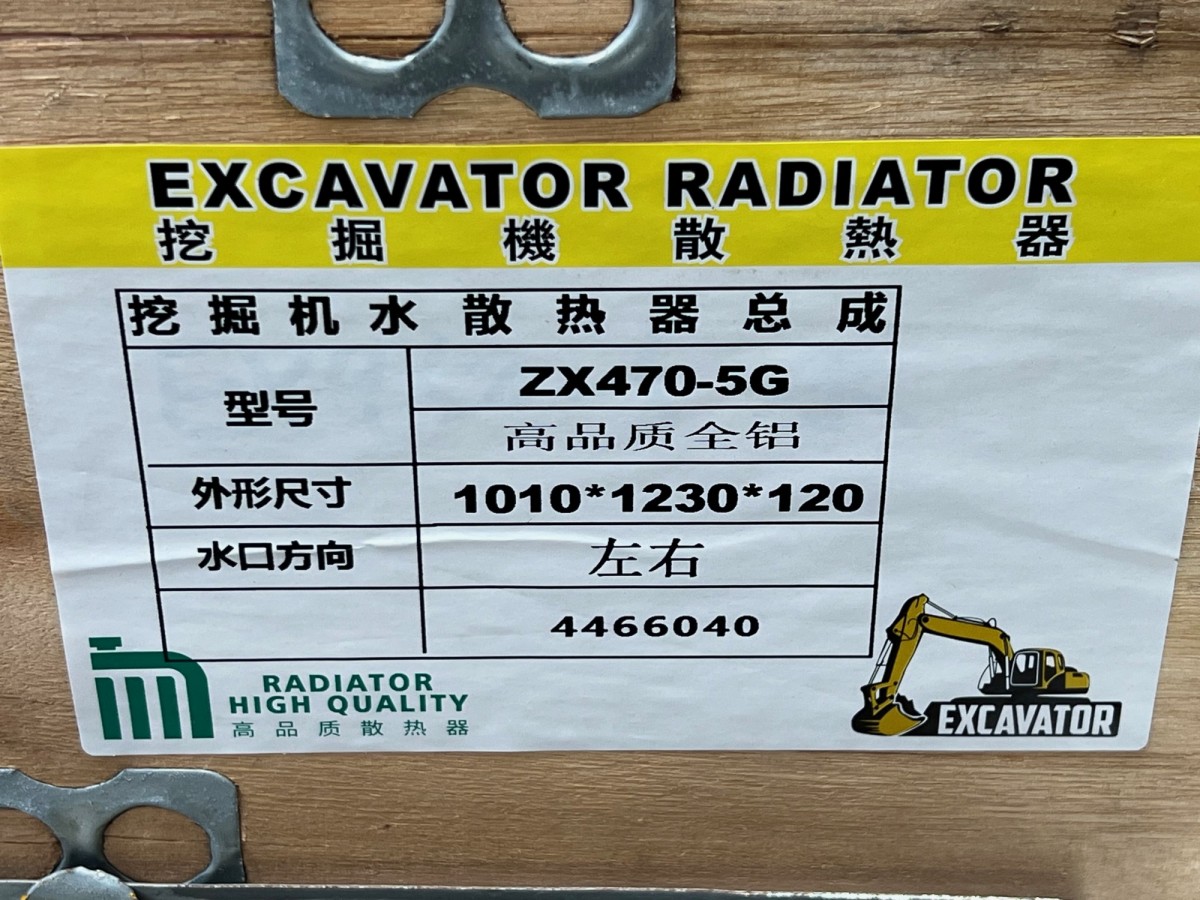 EXCAVATOR RADIATOR
挖掘機散熱器
挖掘机水散热器总成
型号
ZX470-5G
高品质全铝
外形尺寸 1010*1230*120
水口方向 左右
4466040
RADIATOR
HIGH QUALITY
高品质散热器
EXCAVATOR